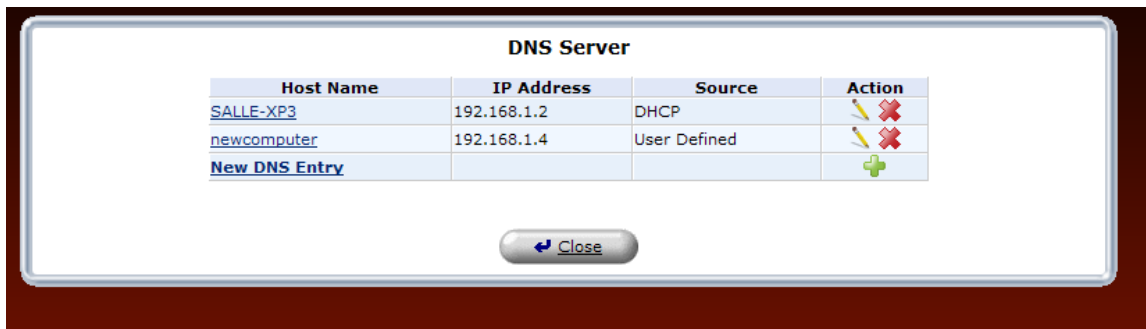 DNS Server
Host Name IP Address Source Action
SALLE-XP3 192.168.1.2 DHCP
newcomputer 192.168.1.4 User Defined
New DNS Entry
Close